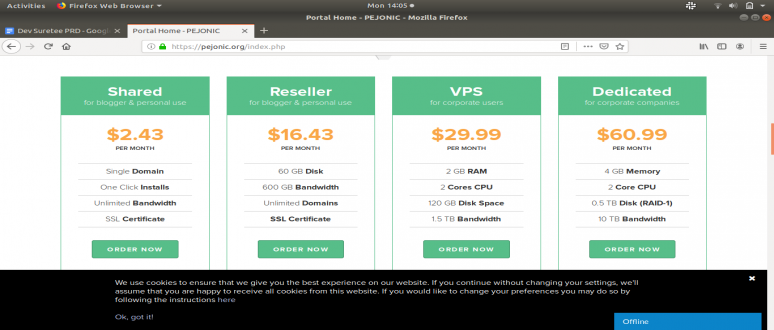 Activities Firefox Web Browser Mon 14:05
Portal Home - PEJONIC - Mozilla Firefox
Dev Suretee PRD - Googl Portal Home - PEJONIC
https://pejonic.org/index.php
Shared Reseller VPS Dedicated
for blogger & personal use for blogger & personal use for corporate users for corporate companies
$2.43 $16.43 $29.99 $60.99
PER MONTH PER MONTH PER MONTH PER MONTH
Single Domain 60 GB Disk 2 GB RAM 4 GB Memory
One Click Installs 600 GB Bandwidth 2 Cores CPU 2 Core CPU
Unlimited Bandwidth Unlimited Domains 120 GB Disk Space 0.5 TB Disk (RAID-1)
SSL Certificate SSL Certificate 1.5 TB Bandwidth 10 TB Bandwidth
ORDER NOW ORDER NOW ORDER NOW ORDER NOW
We use cookies to ensure that we give you the best experience on our website. If you continue without changing your settings, we'll
assume that you are happy to receive all cookies from this website. If you would like to change your preferences you may do so by
following the instructions here
Ok, got it!
Offline